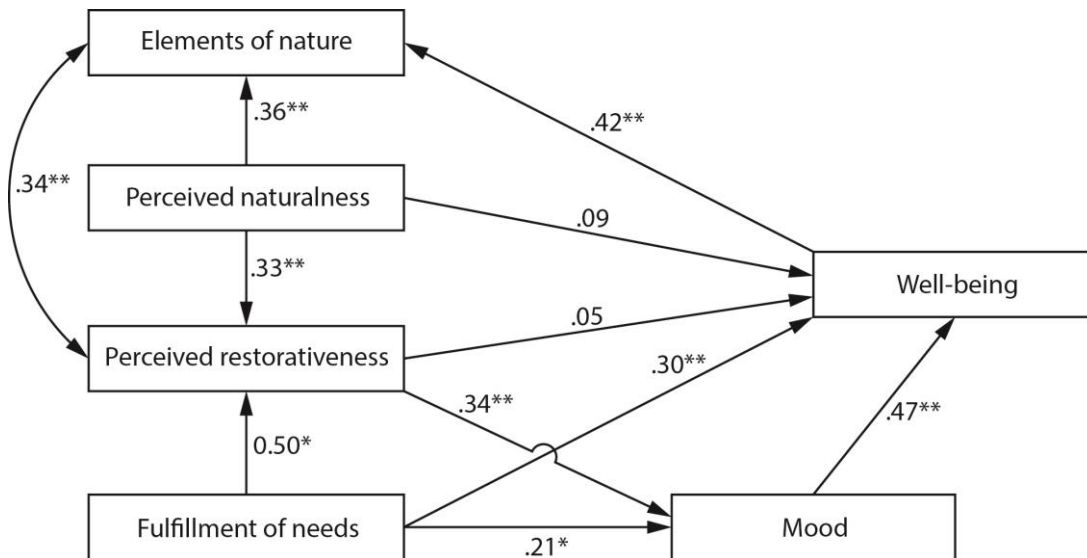 Elements of nature
.36**
.42**
.34**
Perceived naturalness
.09
.33**
Well-being
.05
Perceived restorativeness
.30**
.34**
.47**
0.50*
Fulfillment of needs
Mood
.21*